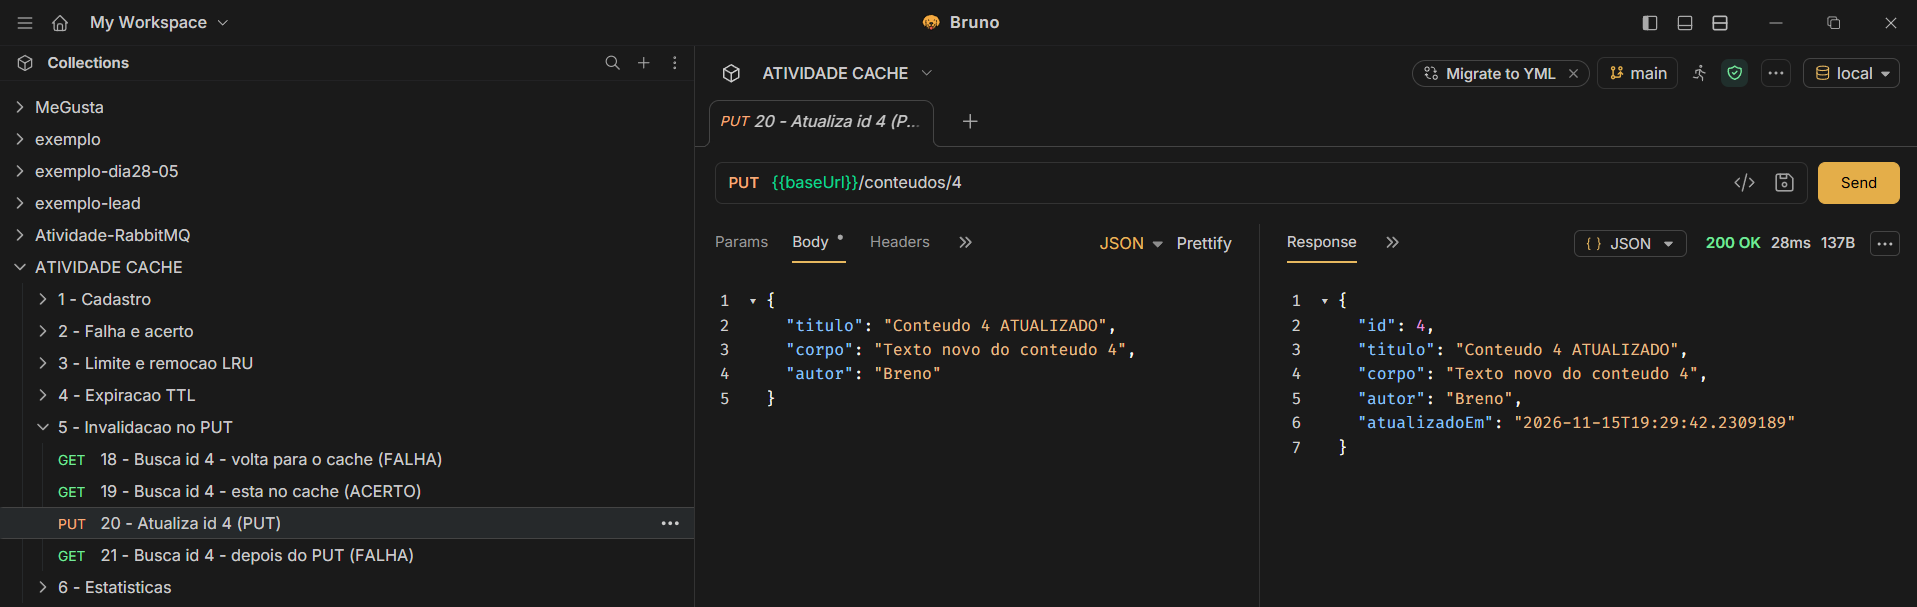 My Workspace
Bruno
Collections
MeGusta
exemplo
exemplo-dia28-05
exemplo-lead
Atividade-RabbitMQ
ATIVIDADE CACHE
1 - Cadastro
2 - Falha e acerto
3 - Limite e remocao LRU
4 - Expiracao TTL
5 - Invalidacao no PUT
GET 18 - Busca id 4 - volta para o cache (FALHA)
GET 19 - Busca id 4 - esta no cache (ACERTO)
PUT 20 - Atualiza id 4 (PUT)
GET 21 - Busca id 4 - depois do PUT (FALHA)
6 - Estatisticas
ATIVIDADE CACHE
Migrate to YML
main
local
PUT 20 - Atualiza id 4 (P...
PUT {{baseUrl}}/conteudos/4
Send
Params Body Headers JSON Prettify
1 {
2 "titulo": "Conteudo 4 ATUALIZADO",
3 "corpo": "Texto novo do conteudo 4",
4 "autor": "Breno"
5 }
Response { } JSON 200 OK 28ms 137B
1 {
2 "id": 4,
3 "titulo": "Conteudo 4 ATUALIZADO",
4 "corpo": "Texto novo do conteudo 4",
5 "autor": "Breno",
6 "atualizadoEm": "2026-11-15T19:29:42.2309189"
7 }